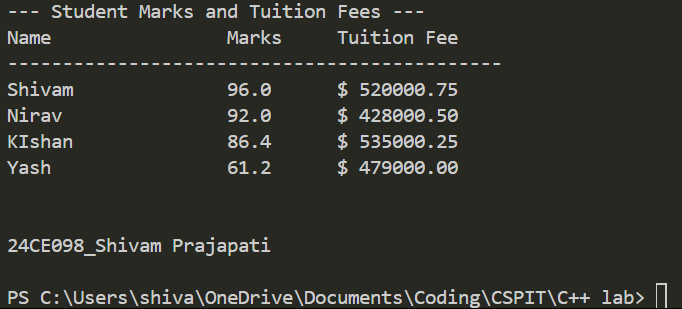 --- Student Marks and Tuition Fees ---
Name Marks Tuition Fee
---------------------------------------------
Shivam 96.0 $ 520000.75
Nirav 92.0 $ 428000.50
KIshan 86.4 $ 535000.25
Yash 61.2 $ 479000.00
24CE098_Shivam Prajapati
PS C:\Users\shiva\OneDrive\Documents\Coding\CSPIT\C++ lab>